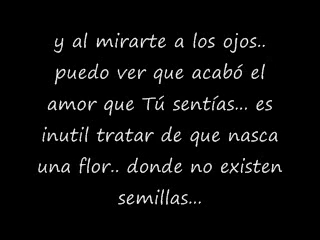 y al mirarte a los ojos..
puedo ver que acabó el
amor que Tú sentías... es
inutil tratar de que nasca
una flor.. donde no existen
semillas...